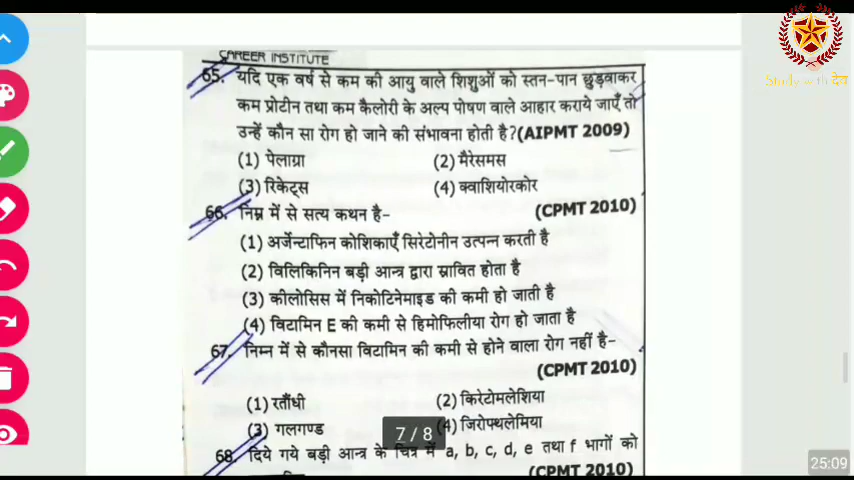 CAREER INSTITUTE
65. यदि एक वर्ष से कम की आयु वाले शिशुओं को स्तन-पान छुड़वाकर
कम प्रोटीन तथा कम कैलोरी के अल्प पोषण वाले आहार कराये जाएँ तो
उन्हें कौन सा रोग हो जाने की संभावना होती है?(AIPMT 2009)
(1) पेलाग्रा (2) मैरेसमस
(3) रिकेट्स (4) क्वाशियोरकोर
66. निम्न में से सत्य कथन है- (CPMT 2010)
(1) अर्जेन्टाफिन कोशिकाएँ सिरेटोनीन उत्पन्न करती है
(2) विलिकिनिन बड़ी आन्त्र द्वारा स्रावित होता है
(3) कीलोसिस में निकोटिनेमाइड की कमी हो जाती है
(4) विटामिन E की कमी से हिमोफिलीया रोग हो जाता है
67. निम्न में से कौनसा विटामिन की कमी से होने वाला रोग नहीं है-
(CPMT 2010)
(1) रतौंधी (2) किरेटोमलेशिया
(3) गलगण्ड (4) जिरोफ्थलेमिया
68. दिये गये बड़ी आन्त्र के चित्र में a, b, c, d, e तथा f भागों को
(CPMT 2010)
7 / 8
Study with देव
25:09